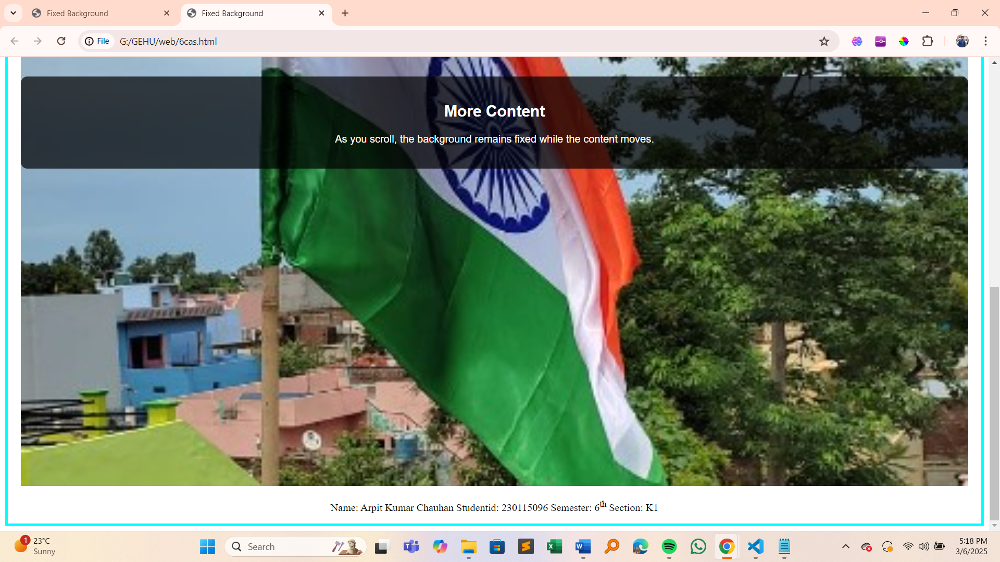 Fixed Background
Fixed Background
File
G:/GEHU/web/6cas.html
More Content
As you scroll, the background remains fixed while the content moves.
Name: Arpit Kumar Chauhan Studentid: 230115096 Semester: 6th Section: K1
1
23°C
Sunny
Search
5:18 PM
3/6/2025